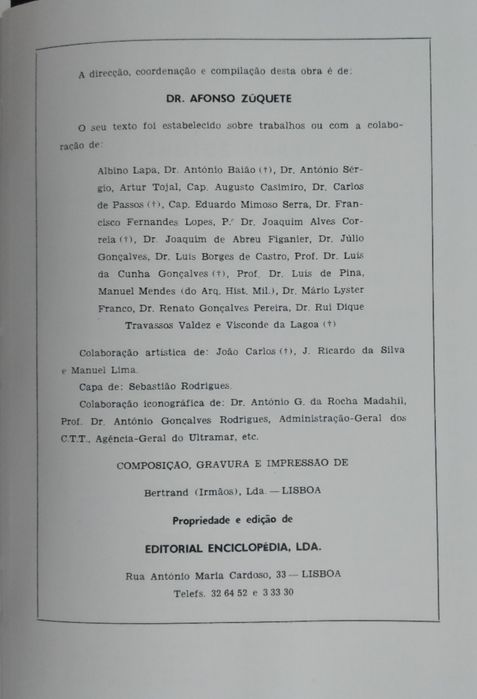 A direcção, coordenação e compilação desta obra é de:
DR. AFONSO ZÚQUETE
O seu texto foi estabelecido sobre trabalhos ou com a colabo-
ração de:
Albino Lapa, Dr. António Baião (†), Dr. António Sér-
gio, Artur Tojal, Cap. Augusto Casimiro, Dr. Carlos
de Passos (†), Cap. Eduardo Mimoso Serra, Dr. Fran-
cisco Fernandes Lopes, P.e Dr. Joaquim Alves Cor-
reia (†), Dr. Joaquim de Abreu Figanier, Dr. Júlio
Gonçalves, Dr. Luís Borges de Castro, Prof. Dr. Luís
da Cunha Gonçalves (†), Prof. Dr. Luís de Pina,
Manuel Mendes (do Arq. Hist. Mil.), Dr. Mário Lyster
Franco, Dr. Renato Gonçalves Pereira, Dr. Rui Dique
Travassos Valdez e Visconde da Lagoa (†)
Colaboração artística de: João Carlos (†), J. Ricardo da Silva
e Manuel Lima.
Capa de: Sebastião Rodrigues.
Colaboração iconográfica de: Dr. António G. da Rocha Madahil,
Prof. Dr. António Gonçalves Rodrigues, Administração-Geral dos
C.T.T., Agência-Geral do Ultramar, etc.
COMPOSIÇÃO, GRAVURA E IMPRESSÃO DE
Bertrand (Irmãos), Lda. — LISBOA
Propriedade e edição de
EDITORIAL ENCICLOPÉDIA, LDA.
Rua António Maria Cardoso, 33 — LISBOA
Telefs. 32 64 52 e 3 33 30